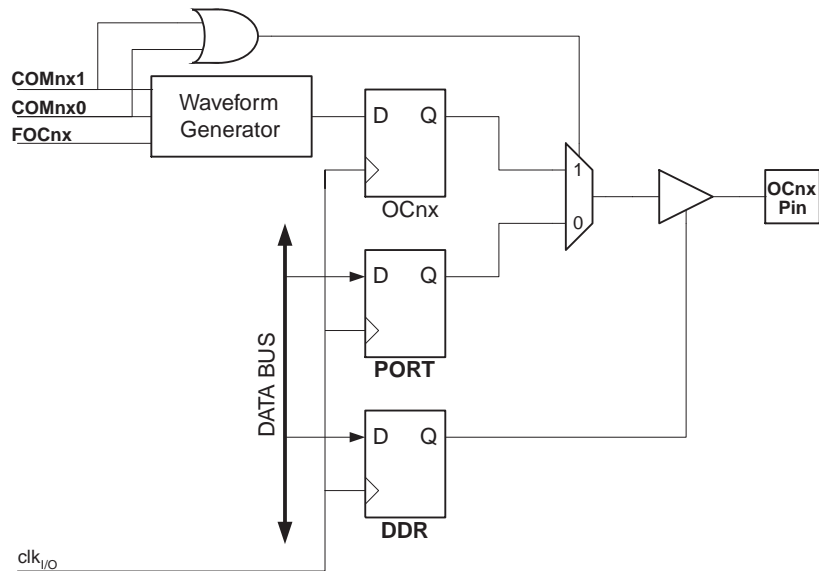 COMnx1
COMnx0
FOCnx
Waveform
Generator
D Q
OCnx
1
0
OCnx
Pin
D Q
PORT
D Q
DDR
DATA BUS
clkI/O